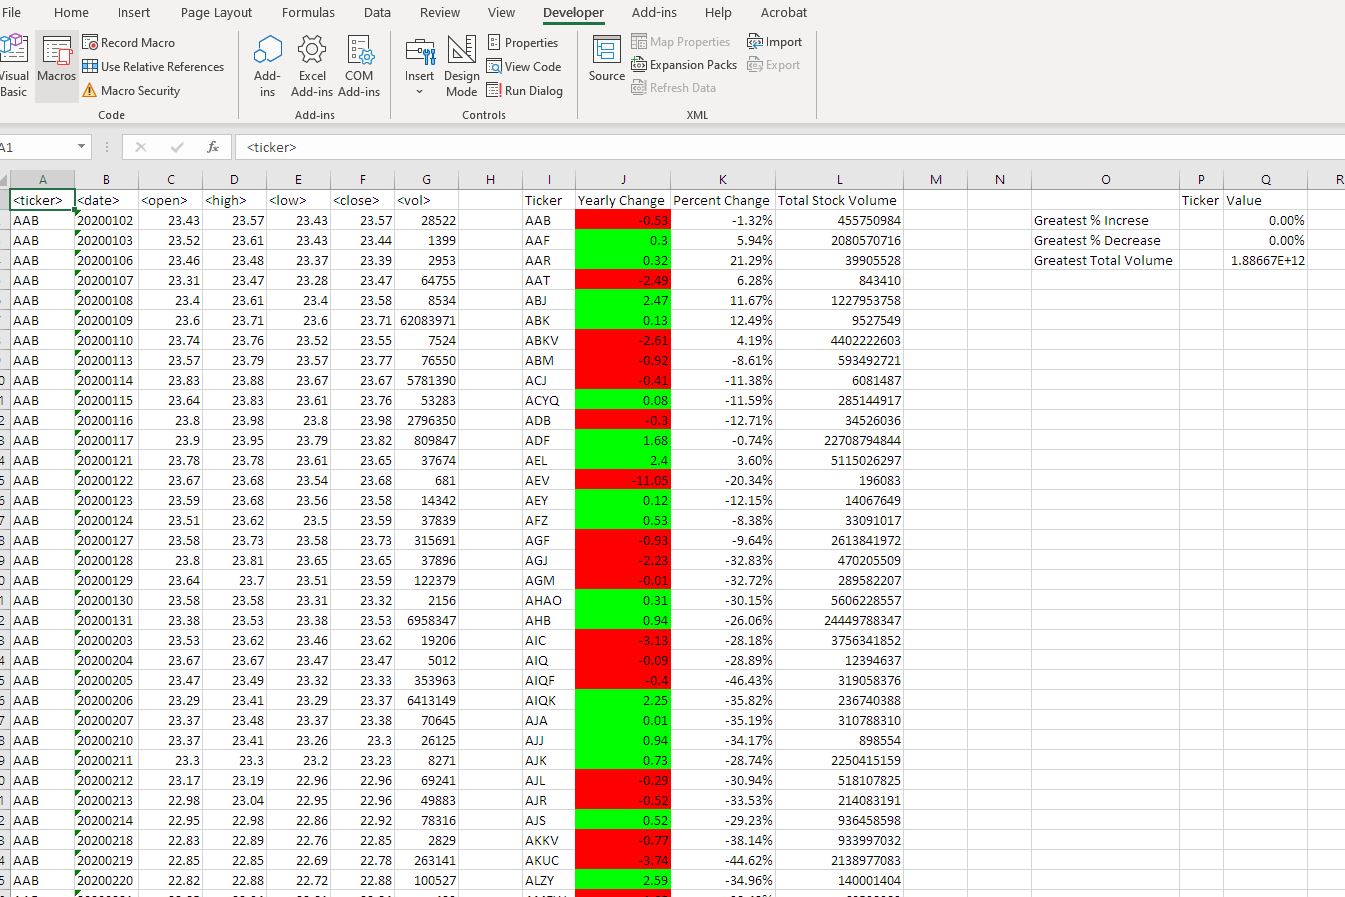 File Home Insert Page Layout Formulas Data Review View Developer Add-ins Help Acrobat
Visual Basic
Macros
Record Macro
Use Relative References
Macro Security
Code
Add-ins
Excel Add-ins
COM Add-ins
Add-ins
Insert
Design Mode
Properties
View Code
Run Dialog
Controls
Source
Map Properties
Expansion Packs
Refresh Data
Import
Export
XML
A1 fx <ticker>
A B C D E F G H I J K L M N O P Q R
<ticker> <date> <open> <high> <low> <close> <vol> Ticker Yearly Change Percent Change Total Stock Volume Ticker Value
AAB 20200102 23.43 23.57 23.43 23.57 28522 AAB -0.53 -1.32% 455750984 Greatest % Increse 0.00%
AAB 20200103 23.52 23.61 23.43 23.44 1399 AAF 0.3 5.94% 2080570716 Greatest % Decrease 0.00%
AAB 20200106 23.46 23.48 23.37 23.39 2953 AAR 0.32 21.29% 39905528 Greatest Total Volume 1.88667E+12
AAB 20200107 23.31 23.47 23.28 23.47 64755 AAT -2.49 6.28% 843410
AAB 20200108 23.4 23.61 23.4 23.58 8534 ABJ 2.47 11.67% 1227953758
AAB 20200109 23.6 23.71 23.6 23.71 62083971 ABK 0.13 12.49% 9527549
AAB 20200110 23.74 23.76 23.52 23.55 7524 ABKV -2.61 4.19% 4402222603
AAB 20200113 23.57 23.79 23.57 23.77 76550 ABM -0.92 -8.61% 593492721
AAB 20200114 23.83 23.88 23.67 23.67 5781390 ACJ -0.41 -11.38% 6081487
AAB 20200115 23.64 23.83 23.61 23.76 53283 ACYQ 0.08 -11.59% 285144917
AAB 20200116 23.8 23.98 23.8 23.98 2796350 ADB -0.3 -12.71% 34526036
AAB 20200117 23.9 23.95 23.79 23.82 809847 ADF 1.68 -0.74% 22708794844
AAB 20200121 23.78 23.78 23.61 23.65 37674 AEL 2.4 3.60% 5115026297
AAB 20200122 23.67 23.68 23.54 23.68 681 AEV -11.05 -20.34% 196083
AAB 20200123 23.59 23.68 23.56 23.58 14342 AEY 0.12 -12.15% 14067649
AAB 20200124 23.51 23.62 23.5 23.59 37839 AFZ 0.53 -8.38% 33091017
AAB 20200127 23.58 23.73 23.58 23.73 315691 AGF -0.93 -9.64% 2613841972
AAB 20200128 23.8 23.81 23.65 23.65 37896 AGJ -2.23 -32.83% 470205509
AAB 20200129 23.64 23.7 23.51 23.59 122379 AGM -0.01 -32.72% 289582207
AAB 20200130 23.58 23.58 23.31 23.32 2156 AHAO 0.31 -30.15% 5606228557
AAB 20200131 23.38 23.53 23.38 23.53 6958347 AHB 0.94 -26.06% 24449788347
AAB 20200203 23.53 23.62 23.46 23.62 19206 AIC -3.13 -28.18% 3756341852
AAB 20200204 23.67 23.67 23.47 23.47 5012 AIQ -0.09 -28.89% 12394637
AAB 20200205 23.47 23.49 23.32 23.33 353963 AIQF -0.4 -46.43% 319058376
AAB 20200206 23.29 23.41 23.29 23.37 6413149 AIQK 2.25 -35.82% 236740388
AAB 20200207 23.37 23.48 23.37 23.38 70645 AJA 0.01 -35.19% 310788310
AAB 20200210 23.37 23.41 23.26 23.3 26125 AJJ 0.94 -34.17% 898554
AAB 20200211 23.3 23.3 23.2 23.23 8271 AJK 0.73 -28.74% 2250415159
AAB 20200212 23.17 23.19 22.96 22.96 69241 AJL -0.29 -30.94% 518107825
AAB 20200213 22.98 23.04 22.95 22.96 49883 AJR -0.52 -33.53% 214083191
AAB 20200214 22.95 22.98 22.86 22.92 78316 AJS 0.52 -29.23% 936458598
AAB 20200218 22.83 22.89 22.76 22.85 2829 AKKV -0.77 -38.14% 933997032
AAB 20200219 22.85 22.85 22.69 22.78 263141 AKUC -3.74 -44.62% 2138977083
AAB 20200220 22.82 22.88 22.72 22.88 100527 ALZY 2.59 -34.96% 140001404